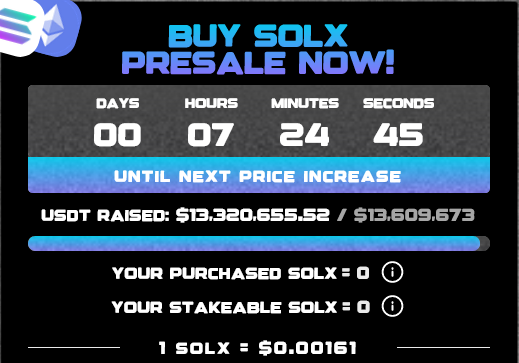 BUY SOLX
PRESALE NOW!
DAYS HOURS MINUTES SECONDS
00 07 24 45
UNTIL NEXT PRICE INCREASE
USDT RAISED: $13,320,655.52 / $13,609,673
YOUR PURCHASED SOLX = 0
YOUR STAKEABLE SOLX = 0
1 SOLX = $0.00161